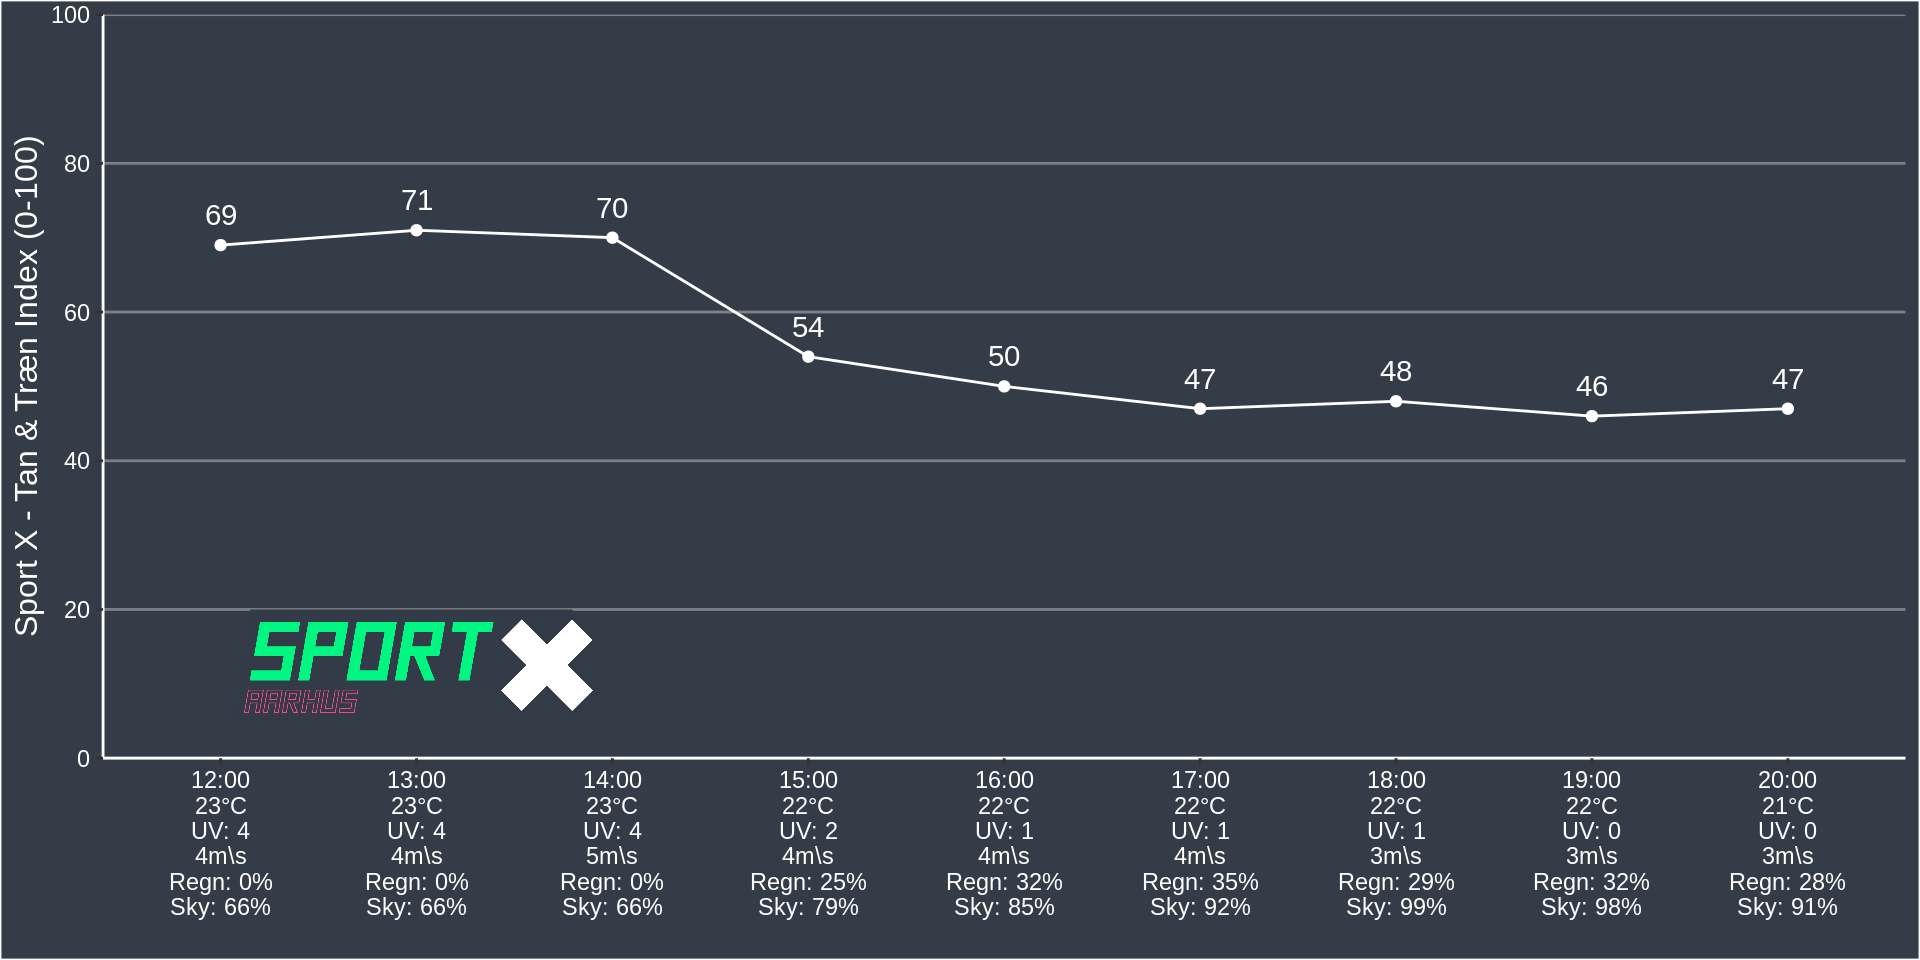 Sport X - Tan & Træn Index (0-100)
100
80
60
40
20
0
69
71
70
54
50
47
48
46
47
SPORT X
AARHUS
12:00 13:00 14:00 15:00 16:00 17:00 18:00 19:00 20:00
23°C 23°C 23°C 22°C 22°C 22°C 22°C 22°C 21°C
UV: 4 UV: 4 UV: 4 UV: 2 UV: 1 UV: 1 UV: 1 UV: 0 UV: 0
4m\s 4m\s 5m\s 4m\s 4m\s 4m\s 3m\s 3m\s 3m\s
Regn: 0% Regn: 0% Regn: 0% Regn: 25% Regn: 32% Regn: 35% Regn: 29% Regn: 32% Regn: 28%
Sky: 66% Sky: 66% Sky: 66% Sky: 79% Sky: 85% Sky: 92% Sky: 99% Sky: 98% Sky: 91%